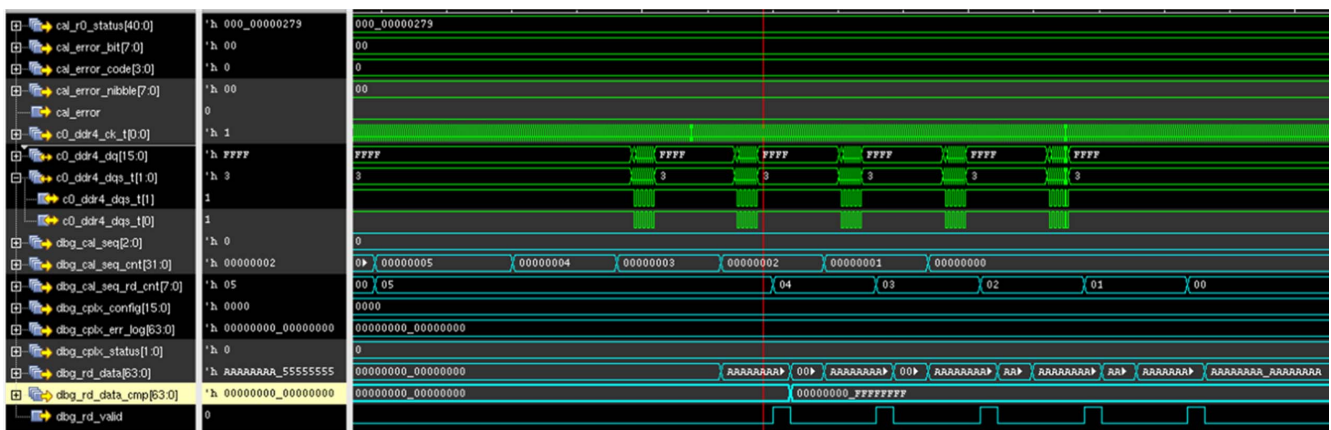 cal_r0_status[40:0] 'h 000_00000279 000_00000279
cal_error_bit[7:0] 'h 00 00
cal_error_code[3:0] 'h 0 0
cal_error_nibble[7:0] 'h 00 00
cal_error 0
c0_ddr4_ck_t[0:0] 'h 1
c0_ddr4_dq[15:0] 'h FFFF FFFF FFFF FFFF FFFF FFFF FFFF
c0_ddr4_dqs_t[1:0] 'h 3 3 3 3 3 3 3
c0_ddr4_dqs_t[1] 1
c0_ddr4_dqs_t[0] 1
dbg_cal_seq[2:0] 'h 0 0
dbg_cal_seq_cnt[31:0] 'h 00000002 0 00000005 00000004 00000003 00000002 00000001 00000000
dbg_cal_seq_rd_cnt[7:0] 'h 05 00 05 04 03 02 01 00
dbg_cplx_config[15:0] 'h 0000 0000
dbg_cplx_err_log[63:0] 'h 00000000_00000000 00000000_00000000
dbg_cplx_status[1:0] 'h 0 0
dbg_rd_data[63:0] 'h AAAAAAAA_55555555 00000000_00000000 AAAAAAAA 00 AAAAAAAA 00 AAAAAAAA AA AAAAAAAA AA AAAAAAA AAAAAAAA_AAAAAAAA
dbg_rd_data_cmp[63:0] 'h 00000000_00000000 00000000_00000000 00000000_FFFFFFFF
dbg_rd_valid 0